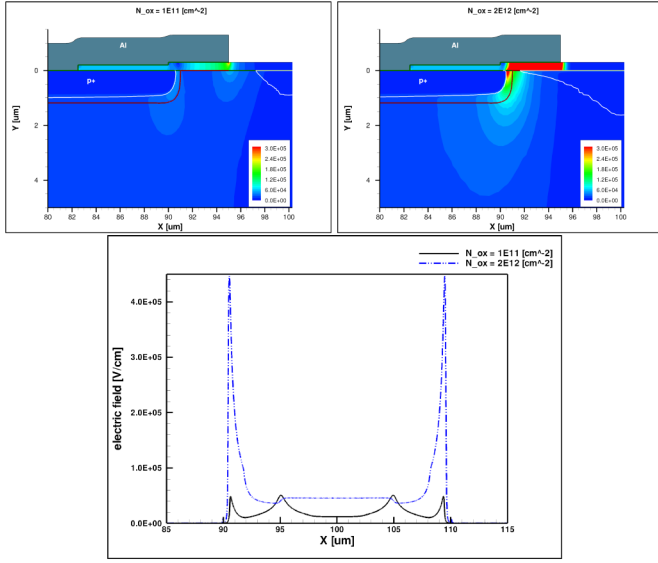 N_ox = 1E11 [cm^-2]
Al
p+
Y [um]
0
2
4
3.0E+05
2.4E+05
1.8E+05
1.2E+05
6.0E+04
0.0E+00
80 82 84 86 88 90 92 94 96 98 100
X [um]
N_ox = 2E12 [cm^-2]
Al
p+
Y [um]
0
2
4
3.0E+05
2.4E+05
1.8E+05
1.2E+05
6.0E+04
0.0E+00
80 82 84 86 88 90 92 94 96 98 100
X [um]
N_ox = 1E11 [cm^-2]
N_ox = 2E12 [cm^-2]
electric field [V/cm]
4.0E+05
3.0E+05
2.0E+05
1.0E+05
0.0E+00
85 90 95 100 105 110 115
X [um]